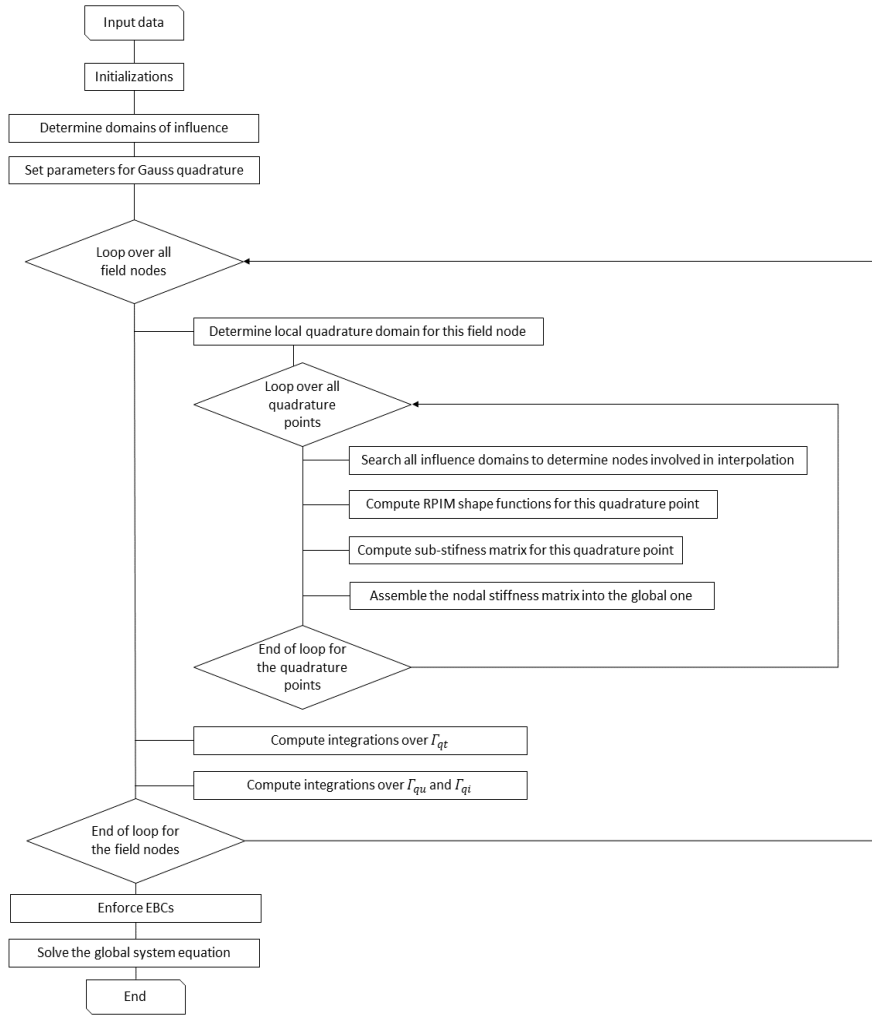 Input data
Initializations
Determine domains of influence
Set parameters for Gauss quadrature
Loop over all
field nodes
Determine local quadrature domain for this field node
Loop over all
quadrature
points
Search all influence domains to determine nodes involved in interpolation
Compute RPIM shape functions for this quadrature point
Compute sub-stifness matrix for this quadrature point
Assemble the nodal stiffness matrix into the global one
End of loop for
the quadrature
points
Compute integrations over Γqt
Compute integrations over Γqu and Γqi
End of loop for
the field nodes
Enforce EBCs
Solve the global system equation
End